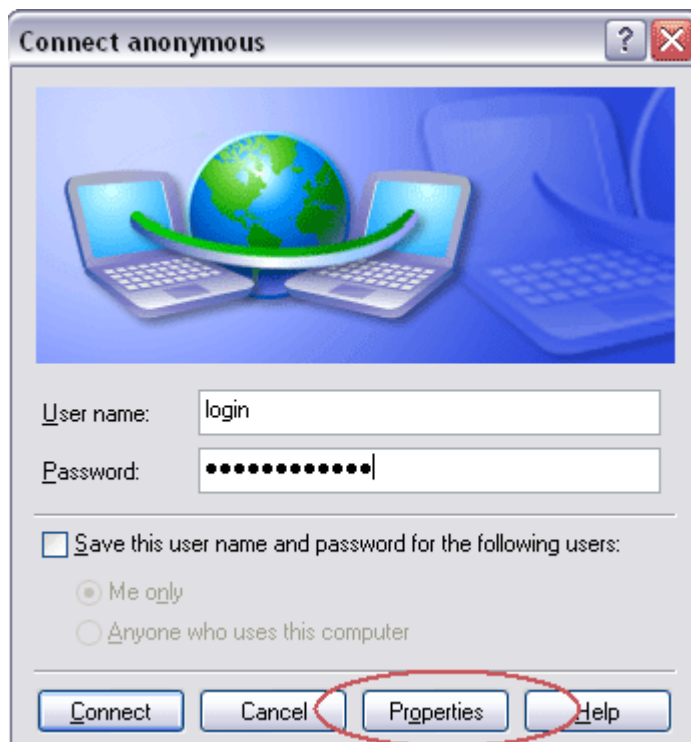 Connect anonymous
User name:
login
Password:
●●●●●●●●●●●●
Save this user name and password for the following users:
Me only
Anyone who uses this computer
Connect Cancel Properties Help